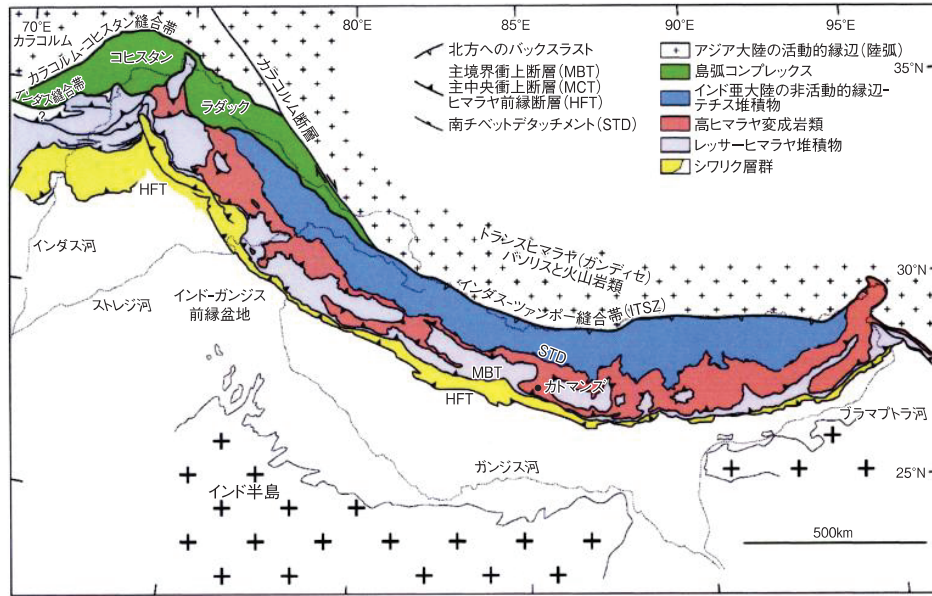 70°E
80°E
85°E
90°E
95°E
35°N
30°N
25°N
カラコルム
カラコルム-コヒスタン縫合帯
コヒスタン
インダス縫合帯
?
ラダック
カラコルム断層
北方へのバックスラスト
主境界衝上断層(MBT)
主中央衝上断層(MCT)
ヒマラヤ前縁断層(HFT)
南チベットデタッチメント(STD)
アジア大陸の活動的縁辺(陸弧)
島弧コンプレックス
インド亜大陸の非活動的縁辺-
テチス堆積物
高ヒマラヤ変成岩類
レッサーヒマラヤ堆積物
シワリク層群
HFT
インダス河
ストレジ河
インド-ガンジス
前縁盆地
トランスヒマラヤ(ガンディセ)
バソリスと火山岩類
インダス-ツァンポー縫合帯(ITSZ)
STD
MBT
カトマンズ
HFT
ブラマプトラ河
ガンジス河
インド半島
500km